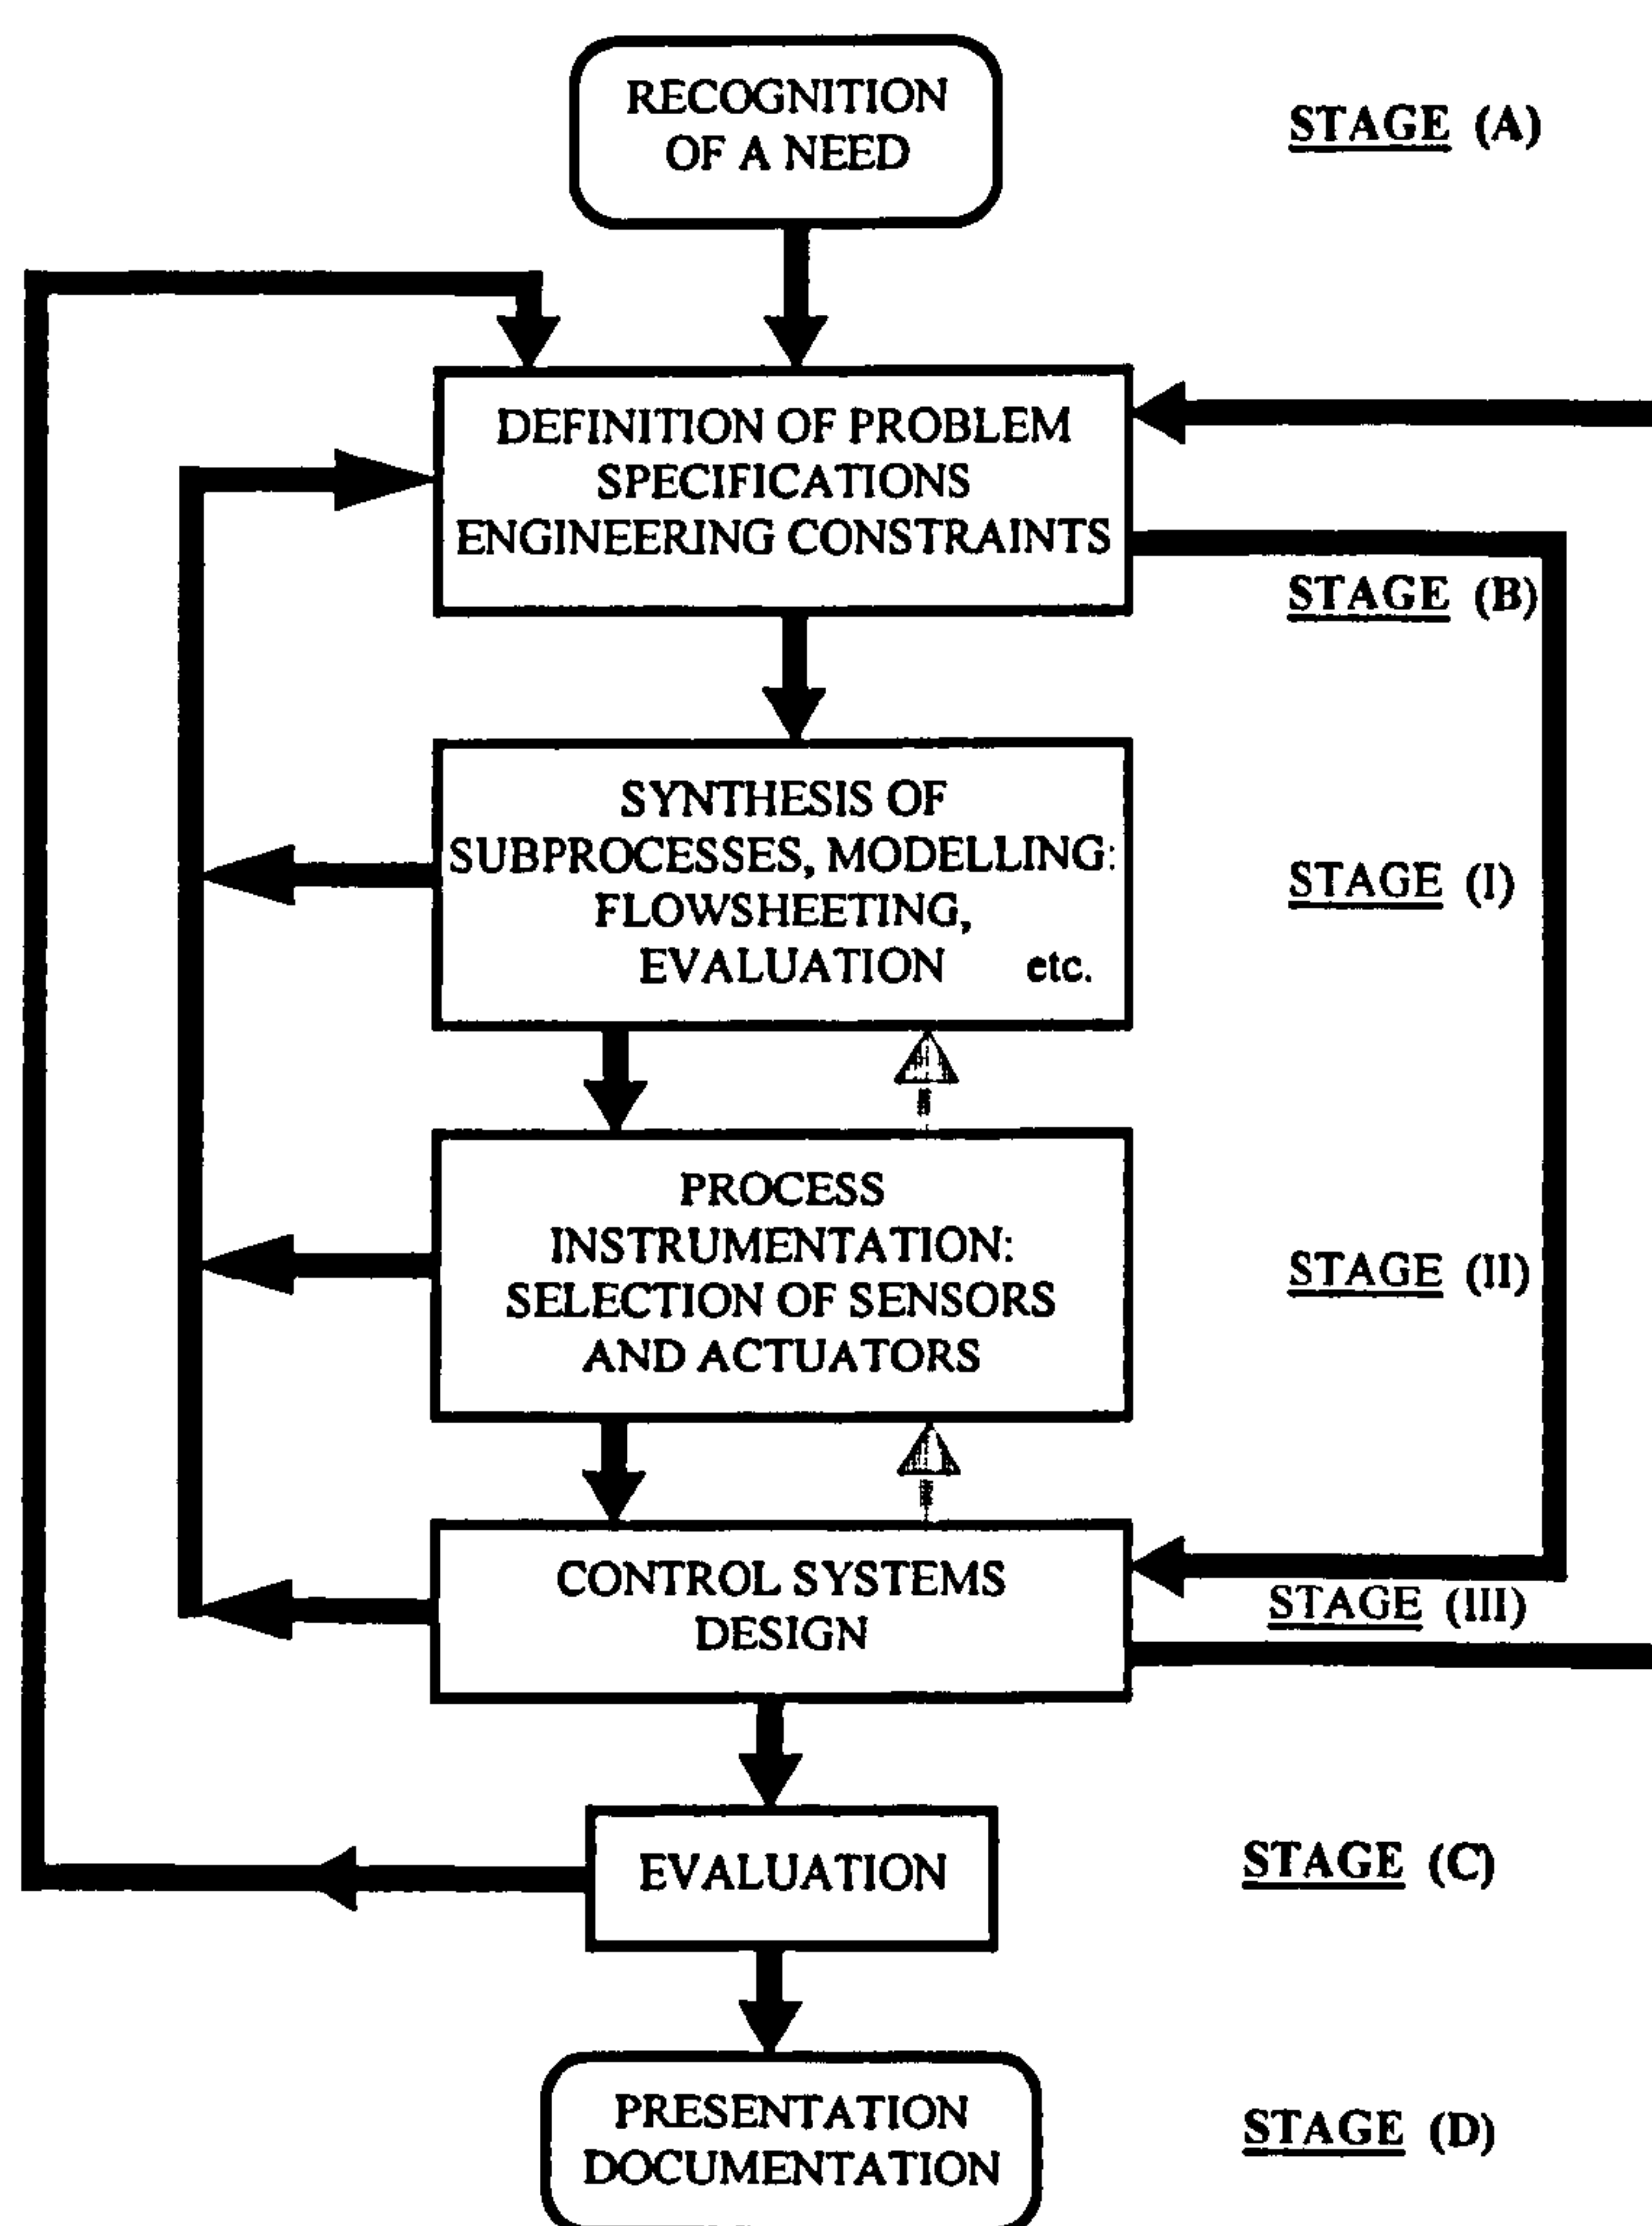 RECOGNITION
OF A NEED
STAGE (A)
DEFINITION OF PROBLEM
SPECIFICATIONS
ENGINEERING CONSTRAINTS
STAGE (B)
SYNTHESIS OF
SUBPROCESSES, MODELLING:
FLOWSHEETING,
EVALUATION etc.
STAGE (I)
PROCESS
INSTRUMENTATION:
SELECTION OF SENSORS
AND ACTUATORS
STAGE (II)
CONTROL SYSTEMS
DESIGN
STAGE (III)
EVALUATION
STAGE (C)
PRESENTATION
DOCUMENTATION
STAGE (D)